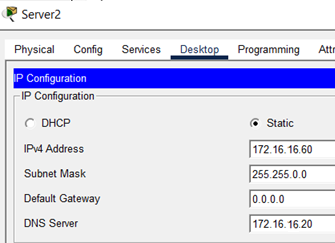 Server2
Physical Config Services Desktop Programming
IP Configuration
IP Configuration
DHCP Static
IPv4 Address 172.16.16.60
Subnet Mask 255.255.0.0
Default Gateway 0.0.0.0
DNS Server 172.16.16.20